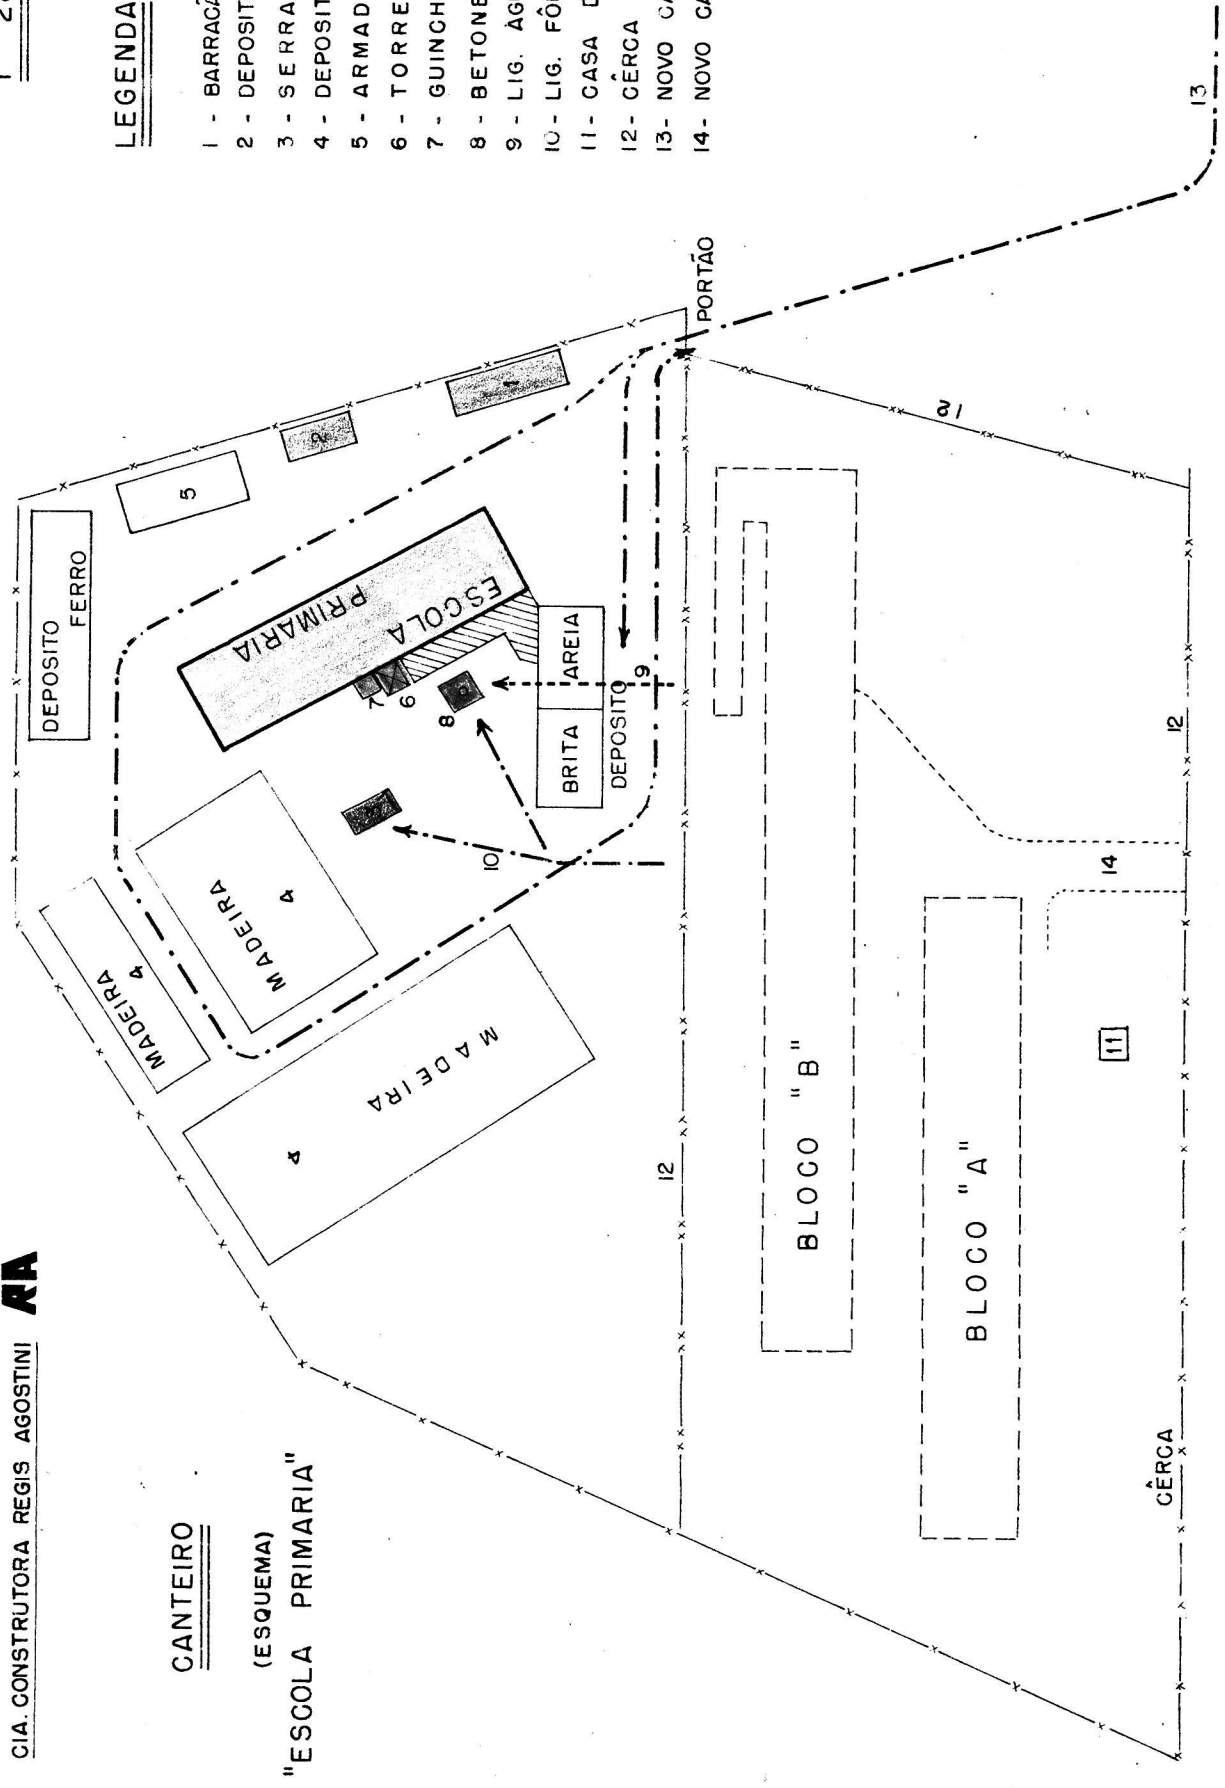 CIA. CONSTRUTORA REGIS AGOSTINI
CANTEIRO
(ESQUEMA)
"ESCOLA PRIMARIA"
LEGENDA
1 - BARRACÃ
2 - DEPOSIT
3 - SERRA
4 - DEPOSIT
5 - ARMAD
6 - TORRE
7 - GUINCH
8 - BETONE
9 - LIG. ÁG
10 - LIG. FÔ
11 - CASA D
12 - CÊRCA
13 - NOVO CA
14 - NOVO CA
DEPOSITO
FERRO
5
2
1
MADEIRA
4
MADEIRA
4
MADEIRA
4
ESCOLA
PRIMARIA
7
6
8
10
9
BRITA
AREIA
DEPOSITO
PORTÃO
13
12
12
12
BLOCO "B"
BLOCO "A"
14
11
CÊRCA